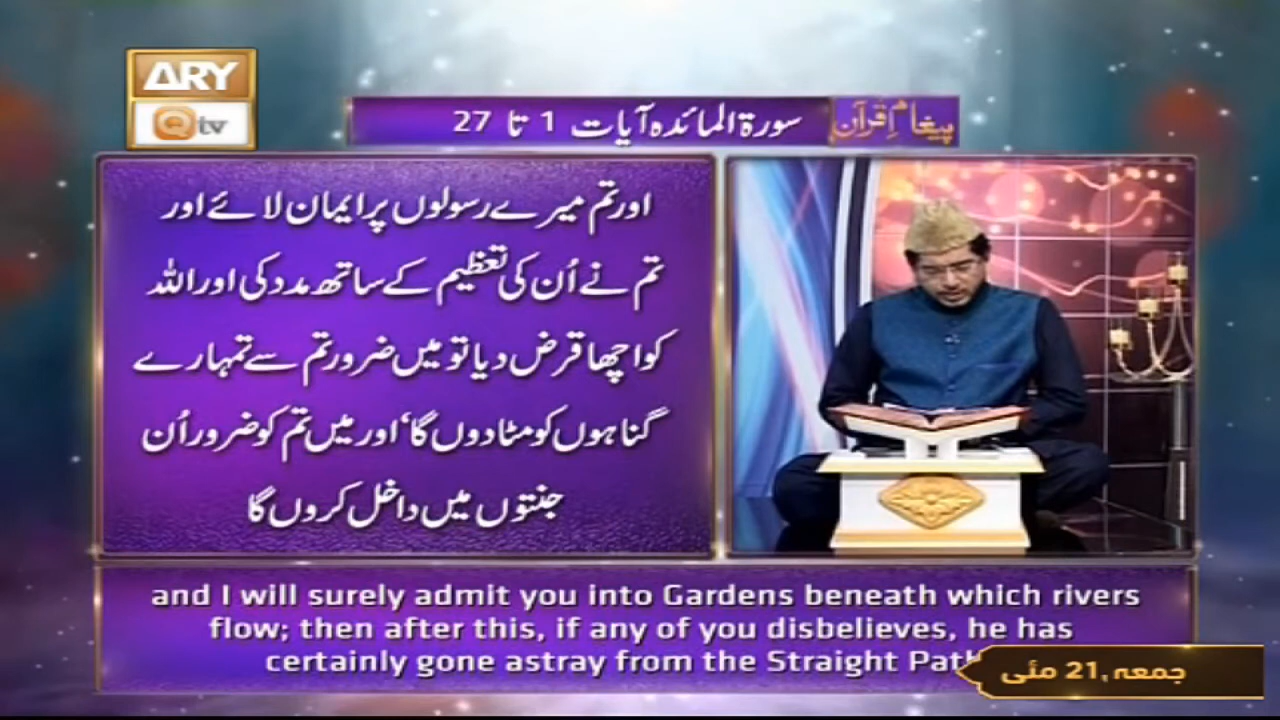 ARY
Qtv
پیغامِ قرآن
سورۃ المائدہ آیات 1 تا 27
اور تم میرے رسولوں پر ایمان لائے اور
تم نے اُن کی تعظیم کے ساتھ مدد کی اور اللہ
کو اچھا قرض دیا تو میں ضرور تم سے تمہارے
گناہوں کو مٹا دوں گا‘ اور میں تم کو ضرور اُن
جنتوں میں داخل کروں گا
and I will surely admit you into Gardens beneath which rivers
flow; then after this, if any of you disbelieves, he has
certainly gone astray from the Straight Path
جمعہ, 21 مئی